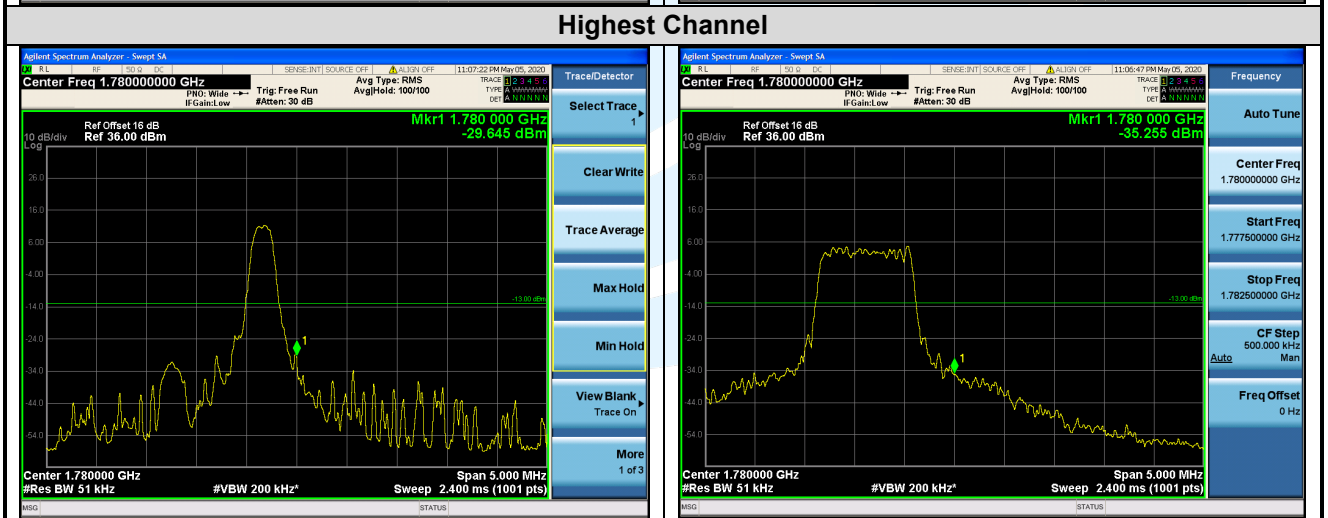 Highest Channel
Agilent Spectrum Analyzer - Swept SA
RL RF 50 Ω DC SENSE:INT SOURCE OFF ALIGN OFF 11:07:22 PM May 05, 2020
Center Freq 1.780000000 GHz
PNO: Wide
IFGain:Low
Trig: Free Run
#Atten: 30 dB
Avg Type: RMS
Avg|Hold: 100/100
TRACE 1 2 3 4 5 6
TYPE A
DET A N N N N N
Mkr1 1.780 000 GHz
-29.645 dBm
Ref Offset 16 dB
10 dB/div Ref 36.00 dBm
Log
26.0
16.0
6.00
-4.00
-13.00 dBm
-14.0
1
-24.0
-34.0
-44.0
-54.0
Center 1.780000 GHz Span 5.000 MHz
#Res BW 51 kHz #VBW 200 kHz* Sweep 2.400 ms (1001 pts)
MSG STATUS
Trace/Detector
Select Trace
1
Clear Write
Trace Average
Max Hold
Min Hold
View Blank
Trace On
More
1 of 3
Agilent Spectrum Analyzer - Swept SA
RL RF 50 Ω DC SENSE:INT SOURCE OFF ALIGN OFF 11:06:47 PM May 05, 2020
Center Freq 1.780000000 GHz
PNO: Wide
IFGain:Low
Trig: Free Run
#Atten: 30 dB
Avg Type: RMS
Avg|Hold: 100/100
TRACE 1 2 3 4 5 6
TYPE A
DET A N N N N N
Mkr1 1.780 000 GHz
-35.255 dBm
Ref Offset 16 dB
10 dB/div Ref 36.00 dBm
Log
26.0
16.0
6.00
-4.00
-13.00 dBm
-14.0
-24.0
1
-34.0
-44.0
-54.0
Center 1.780000 GHz Span 5.000 MHz
#Res BW 51 kHz #VBW 200 kHz* Sweep 2.400 ms (1001 pts)
MSG STATUS
Frequency
Auto Tune
Center Freq
1.780000000 GHz
Start Freq
1.777500000 GHz
Stop Freq
1.782500000 GHz
CF Step
500.000 kHz
Auto Man
Freq Offset
0 Hz